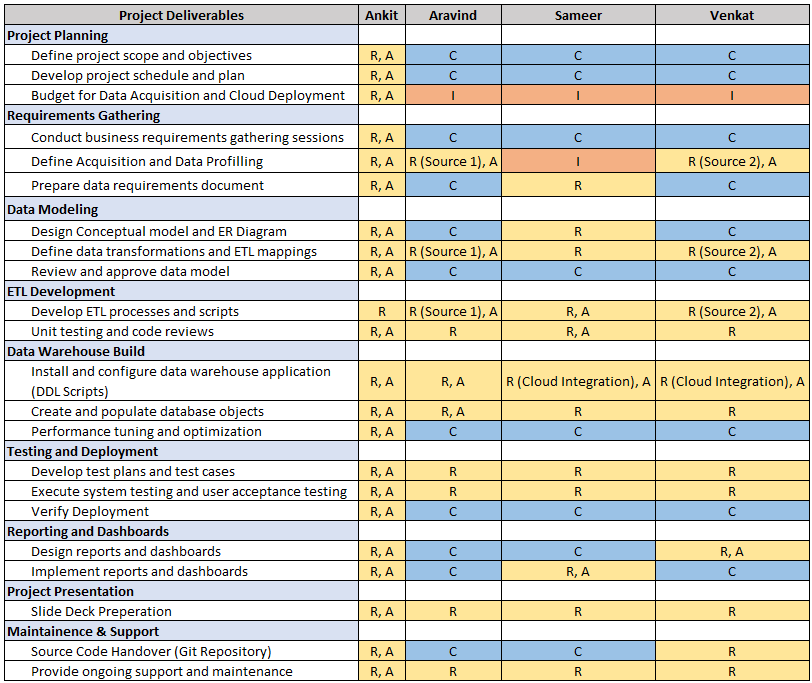 Project Deliverables Ankit Aravind Sameer Venkat
Project Planning
Define project scope and objectives R, A C C C
Develop project schedule and plan R, A C C C
Budget for Data Acquisition and Cloud Deployment R, A I I I
Requirements Gathering
Conduct business requirements gathering sessions R, A C C C
Define Acquisition and Data Profilling R, A R (Source 1), A I R (Source 2), A
Prepare data requirements document R, A C R C
Data Modeling
Design Conceptual model and ER Diagram R, A C R C
Define data transformations and ETL mappings R, A R (Source 1), A R R (Source 2), A
Review and approve data model R, A C C C
ETL Development
Develop ETL processes and scripts R R (Source 1), A R, A R (Source 2), A
Unit testing and code reviews R, A R R, A R
Data Warehouse Build
Install and configure data warehouse application
(DDL Scripts) R, A R, A R (Cloud Integration), A R (Cloud Integration), A
Create and populate database objects R, A R, A R R
Performance tuning and optimization R, A C C C
Testing and Deployment
Develop test plans and test cases R, A R R R
Execute system testing and user acceptance testing R, A R R R
Verify Deployment R, A C C C
Reporting and Dashboards
Design reports and dashboards R, A C C R, A
Implement reports and dashboards R, A C R, A C
Project Presentation
Slide Deck Preperation R, A R R R
Maintainence & Support
Source Code Handover (Git Repository) R, A C C R
Provide ongoing support and maintenance R, A R R R